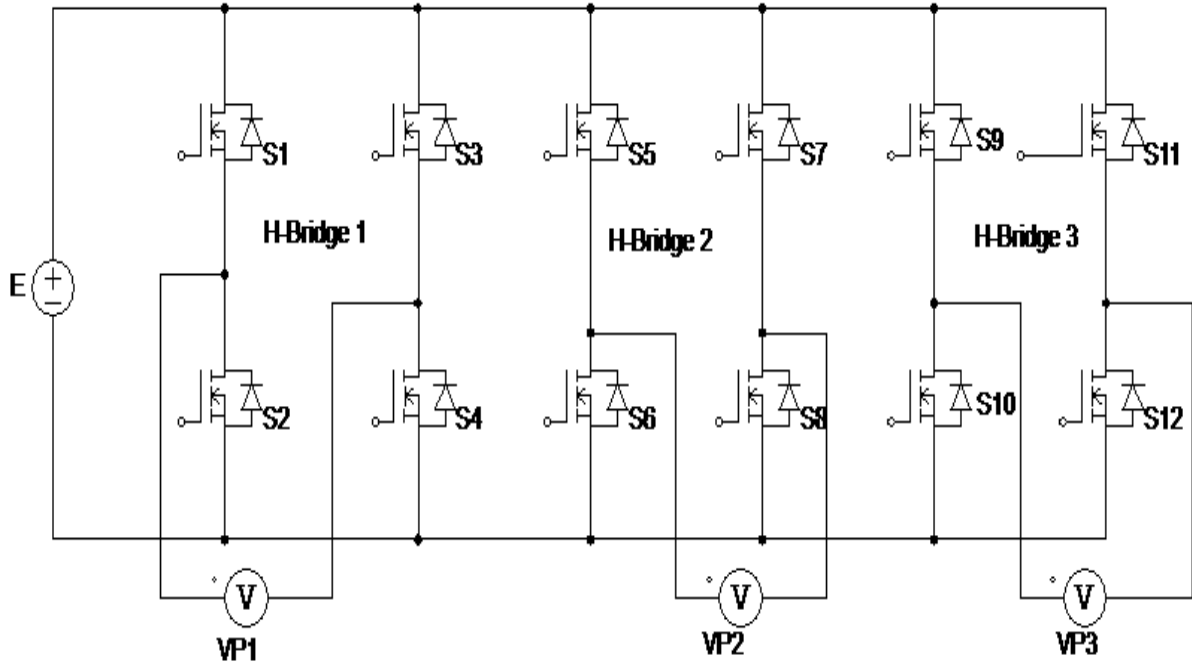 S1
S3
S5
S7
S9
S11
H-Bridge 1
H-Bridge 2
H-Bridge 3
E
+
−
S2
S4
S6
S8
S10
S12
V
V
V
VP1
VP2
VP3